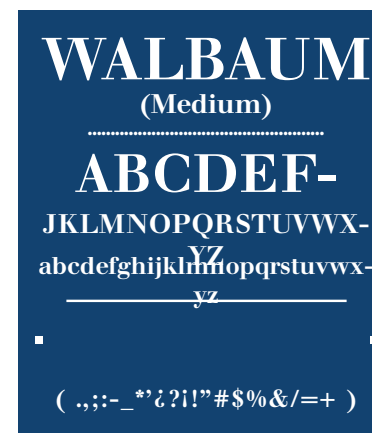 WALBAUM
(Medium)
ABCDEF-
JKLMNOPQRSTUVWX-
YZ
abcdefghijklmnopqrstuvwx-
yz
( .,;:-_*’¿?¡!”#$%&/=+ )